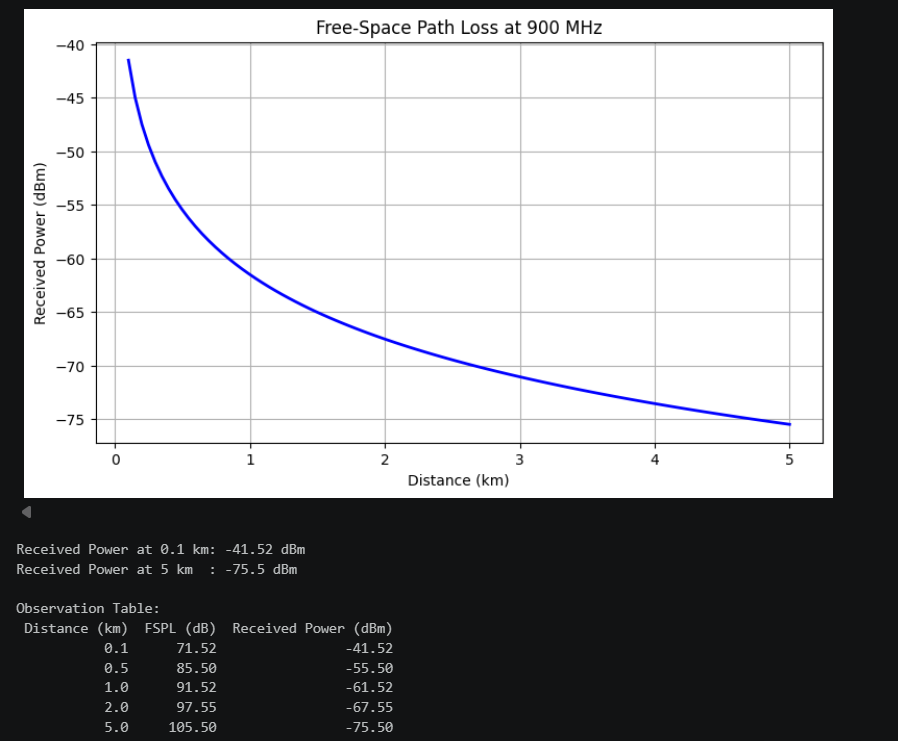 Free-Space Path Loss at 900 MHz
−40
−45
−50
−55
−60
−65
−70
−75
Received Power (dBm)
0 1 2 3 4 5
Distance (km)
Received Power at 0.1 km: -41.52 dBm
Received Power at 5 km  : -75.5 dBm
Observation Table:
Distance (km)  FSPL (dB)  Received Power (dBm)
0.1      71.52                -41.52
0.5      85.50                -55.50
1.0      91.52                -61.52
2.0      97.55                -67.55
5.0     105.50                -75.50